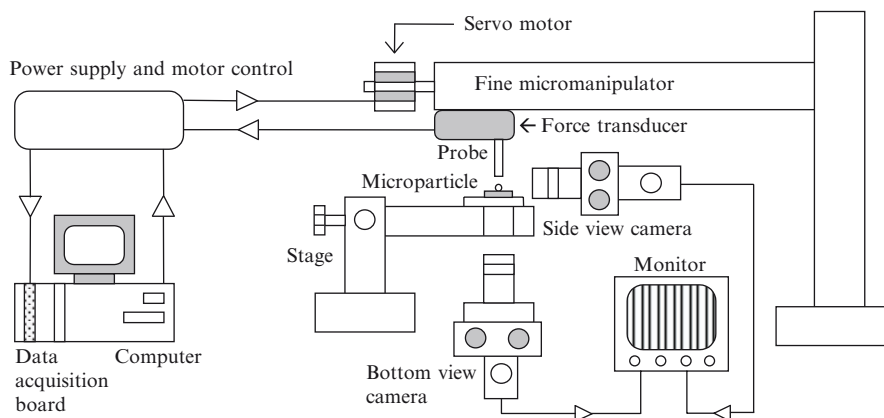 Servo motor
Power supply and motor control
Fine micromanipulator
Force transducer
Probe
Microparticle
Side view camera
Stage
Monitor
Data
acquisition
board
Computer
Bottom view
camera